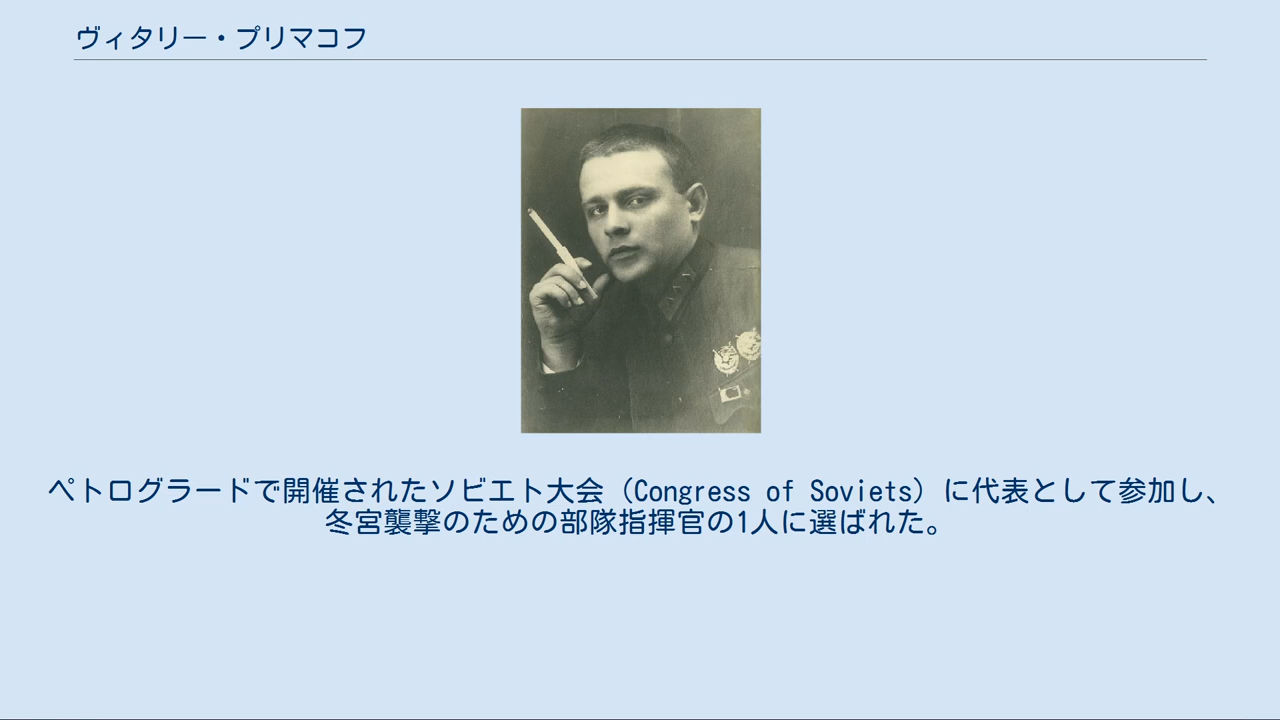 ヴィタリー・プリマコフ
ペトログラードで開催されたソビエト大会（Congress of Soviets）に代表として参加し、
冬宮襲撃のための部隊指揮官の1人に選ばれた。